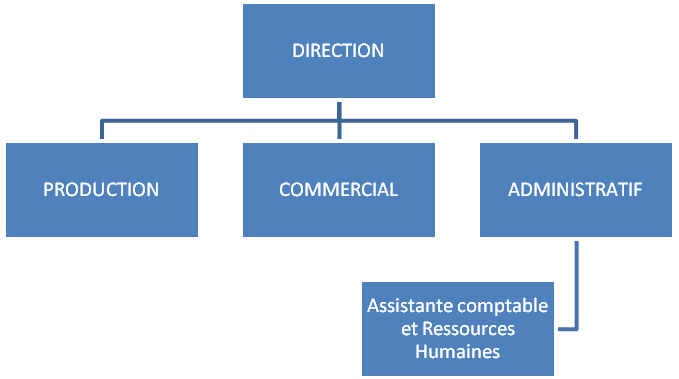 DIRECTION
PRODUCTION
COMMERCIAL
ADMINISTRATIF
Assistante comptable
et Ressources
Humaines